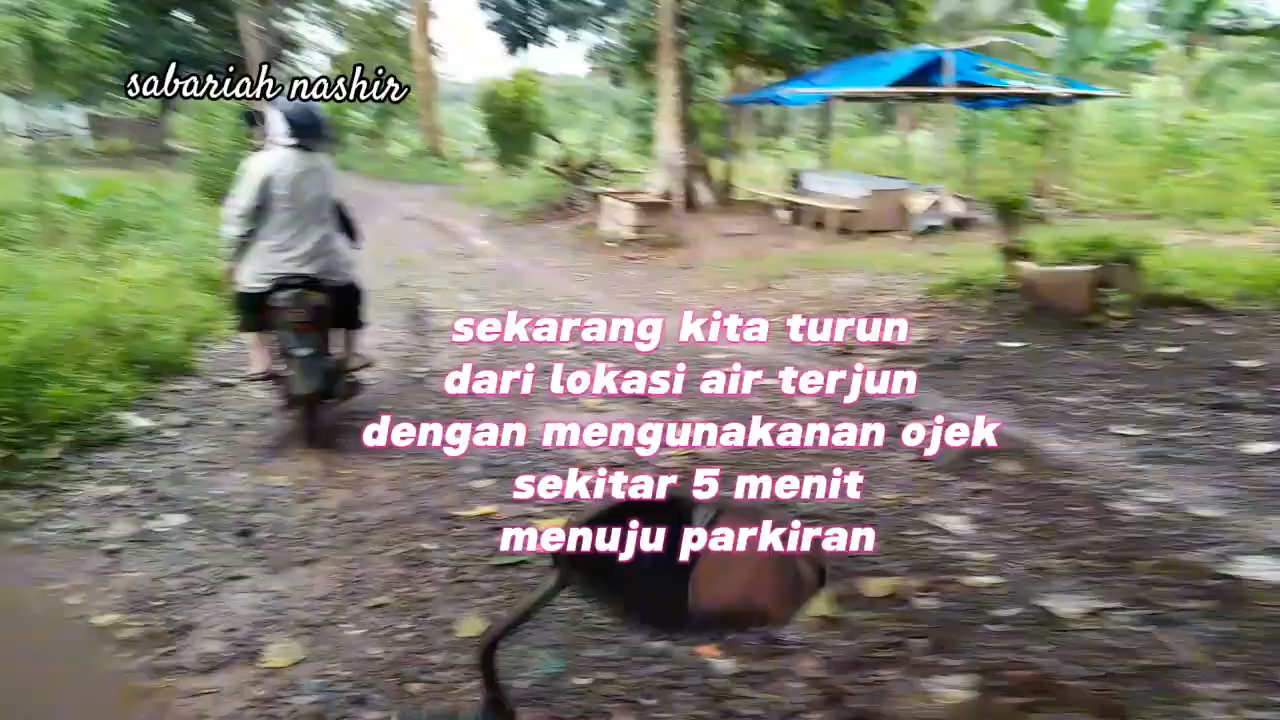 sabariah nashir
sekarang kita turun
dari lokasi air terjun
dengan mengunakanan ojek
sekitar 5 menit
menuju parkiran